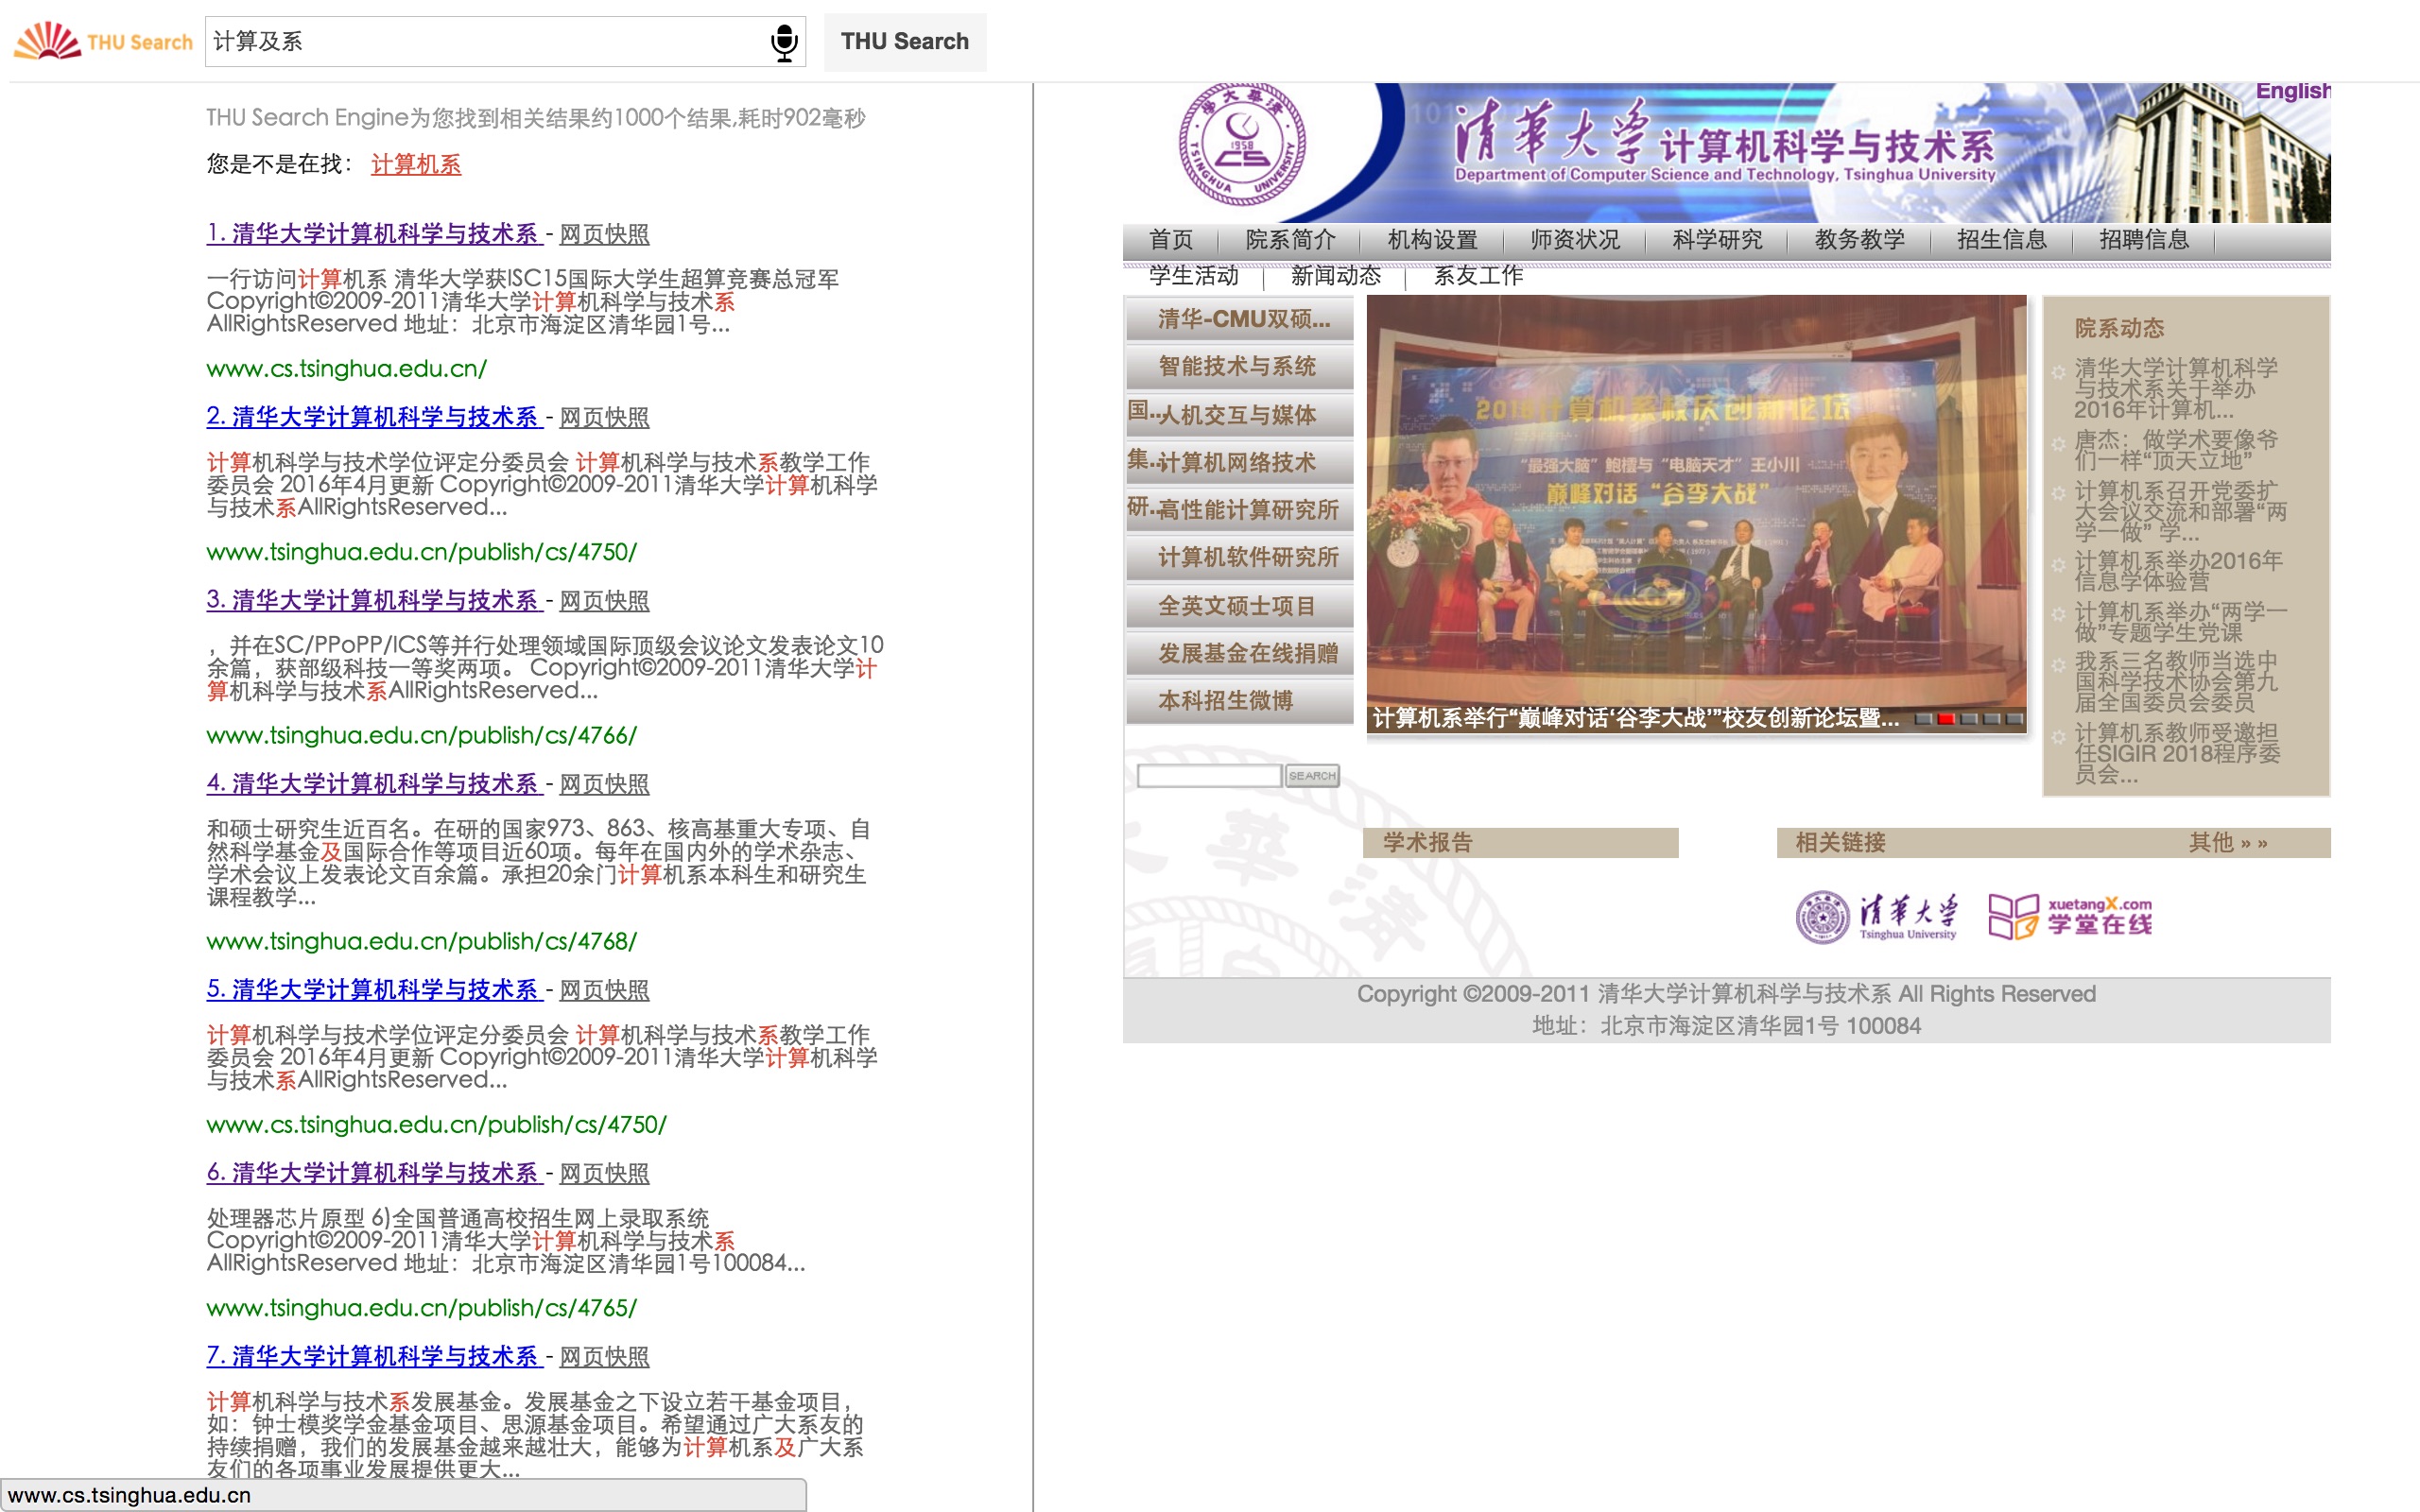 THU Search
计算及系
THU Search
THU Search Engine为您找到相关结果约1000个结果,耗时902毫秒
您是不是在找： 计算机系
1. 清华大学计算机科学与技术系 - 网页快照
一行访问计算机系 清华大学获ISC15国际大学生超算竞赛总冠军
Copyright©2009-2011清华大学计算机科学与技术系
AllRightsReserved 地址：北京市海淀区清华园1号...
www.cs.tsinghua.edu.cn/
2. 清华大学计算机科学与技术系 - 网页快照
计算机科学与技术学位评定分委员会 计算机科学与技术系教学工作
委员会 2016年4月更新 Copyright©2009-2011清华大学计算机科学
与技术系AllRightsReserved...
www.tsinghua.edu.cn/publish/cs/4750/
3. 清华大学计算机科学与技术系 - 网页快照
，并在SC/PPoPP/ICS等并行处理领域国际顶级会议论文发表论文10
余篇，获部级科技一等奖两项。 Copyright©2009-2011清华大学计
算机科学与技术系AllRightsReserved...
www.tsinghua.edu.cn/publish/cs/4766/
4. 清华大学计算机科学与技术系 - 网页快照
和硕士研究生近百名。在研的国家973、863、核高基重大专项、自
然科学基金及国际合作等项目近60项。每年在国内外的学术杂志、
学术会议上发表论文百余篇。承担20余门计算机系本科生和研究生
课程教学...
www.tsinghua.edu.cn/publish/cs/4768/
5. 清华大学计算机科学与技术系 - 网页快照
计算机科学与技术学位评定分委员会 计算机科学与技术系教学工作
委员会 2016年4月更新 Copyright©2009-2011清华大学计算机科学
与技术系AllRightsReserved...
www.cs.tsinghua.edu.cn/publish/cs/4750/
6. 清华大学计算机科学与技术系 - 网页快照
处理器芯片原型 6)全国普通高校招生网上录取系统
Copyright©2009-2011清华大学计算机科学与技术系
AllRightsReserved 地址：北京市海淀区清华园1号100084...
www.tsinghua.edu.cn/publish/cs/4765/
7. 清华大学计算机科学与技术系 - 网页快照
计算机科学与技术系发展基金。发展基金之下设立若干基金项目，
如：钟士模奖学金基金项目、思源基金项目。希望通过广大系友的
持续捐赠，我们的发展基金越来越壮大，能够为计算机系及广大系
友们的各项事业发展提供更大...
www.cs.tsinghua.edu.cn
English
1958
CS
TSINGHUA UNIVERSITY
清華大学 计算机科学与技术系
Department of Computer Science and Technology, Tsinghua University
首页 院系简介 机构设置 师资状况 科学研究 教务教学 招生信息 招聘信息
学生活动 新闻动态 系友工作
清华-CMU双硕...
智能技术与系统
国...
人机交互与媒体
集...
计算机网络技术
研...
高性能计算研究所
计算机软件研究所
全英文硕士项目
发展基金在线捐赠
本科招生微博
SEARCH
2016计算机系校庆创新论坛
“最强大脑” 鲍橒与 “电脑天才” 王小川
巅峰对话 “谷李大战”
计算机系举行“巅峰对话‘谷李大战’”校友创新论坛暨...
院系动态
清华大学计算机科学
与技术系关于举办
2016年计算机...
唐杰：做学术要像爷
们一样“顶天立地”
计算机系召开党委扩
大会议交流和部署“两
学一做” 学...
计算机系举办2016年
信息学体验营
计算机系举办“两学一
做”专题学生党课
我系三名教师当选中
国科学技术协会第九
届全国委员会委员
计算机系教师受邀担
任SIGIR 2018程序委
员会...
学术报告
相关链接
其他 » »
清華大学
Tsinghua University
xuetangX.com
学堂在线
Copyright ©2009-2011 清华大学计算机科学与技术系 All Rights Reserved
地址：北京市海淀区清华园1号 100084